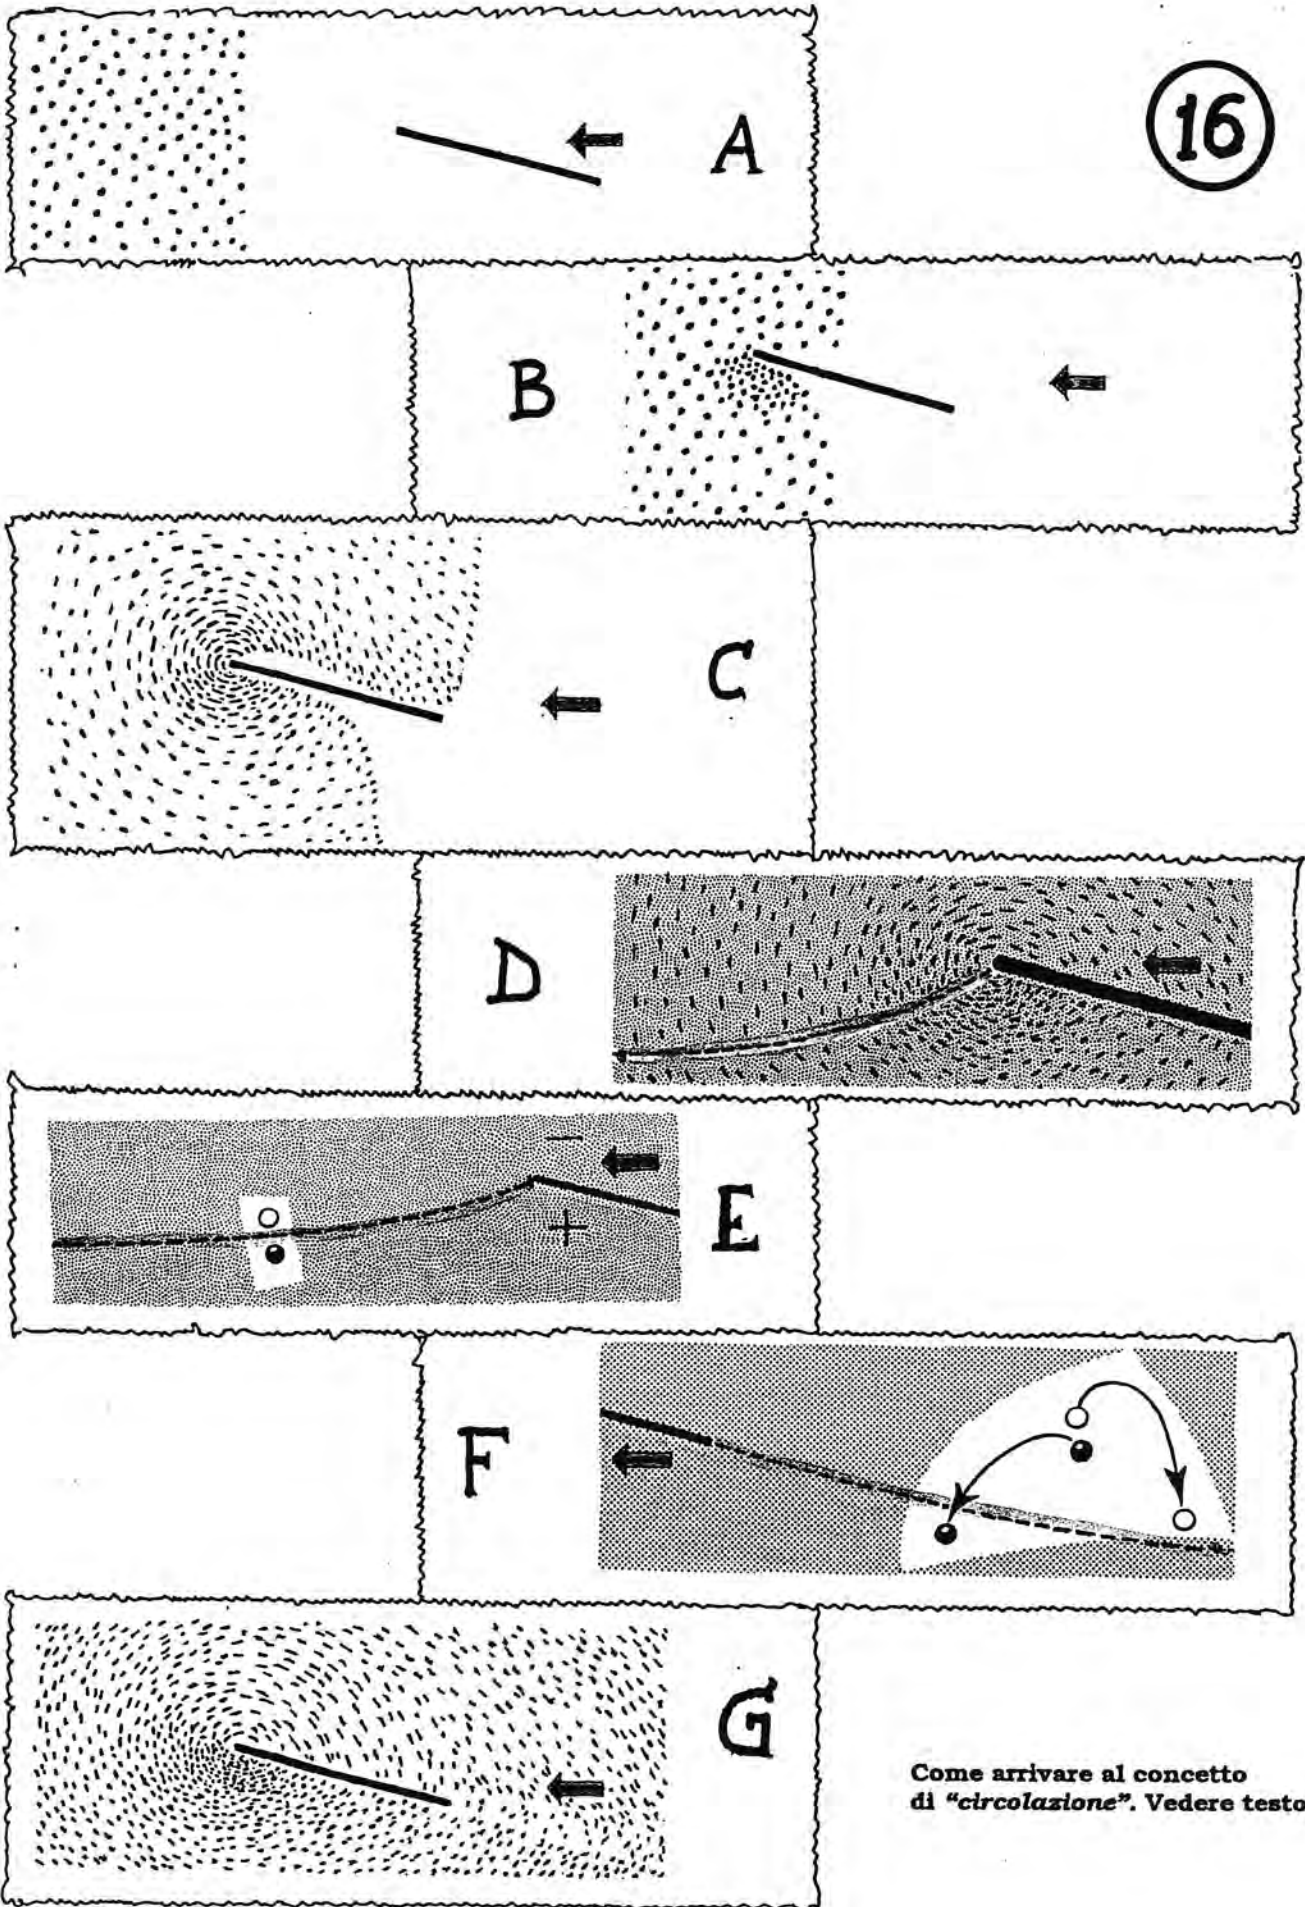 A
16
B
C
D
−
E
+
F
G
Come arrivare al concetto
di "circolazione". Vedere testo